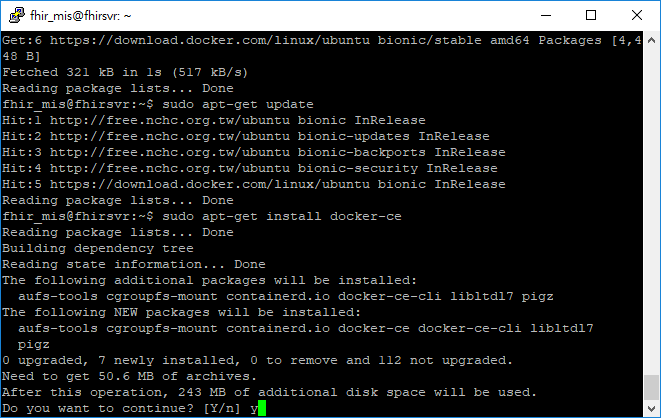 fhir_mis@fhirsvr: ~
Get:6 https://download.docker.com/linux/ubuntu bionic/stable amd64 Packages [4,4
48 B]
Fetched 321 kB in 1s (517 kB/s)
Reading package lists... Done
fhir_mis@fhirsvr:~$ sudo apt-get update
Hit:1 http://free.nchc.org.tw/ubuntu bionic InRelease
Hit:2 http://free.nchc.org.tw/ubuntu bionic-updates InRelease
Hit:3 http://free.nchc.org.tw/ubuntu bionic-backports InRelease
Hit:4 http://free.nchc.org.tw/ubuntu bionic-security InRelease
Hit:5 https://download.docker.com/linux/ubuntu bionic InRelease
Reading package lists... Done
fhir_mis@fhirsvr:~$ sudo apt-get install docker-ce
Reading package lists... Done
Building dependency tree
Reading state information... Done
The following additional packages will be installed:
  aufs-tools cgroupfs-mount containerd.io docker-ce-cli libltdl7 pigz
The following NEW packages will be installed:
  aufs-tools cgroupfs-mount containerd.io docker-ce docker-ce-cli libltdl7
  pigz
0 upgraded, 7 newly installed, 0 to remove and 112 not upgraded.
Need to get 50.6 MB of archives.
After this operation, 243 MB of additional disk space will be used.
Do you want to continue? [Y/n] y